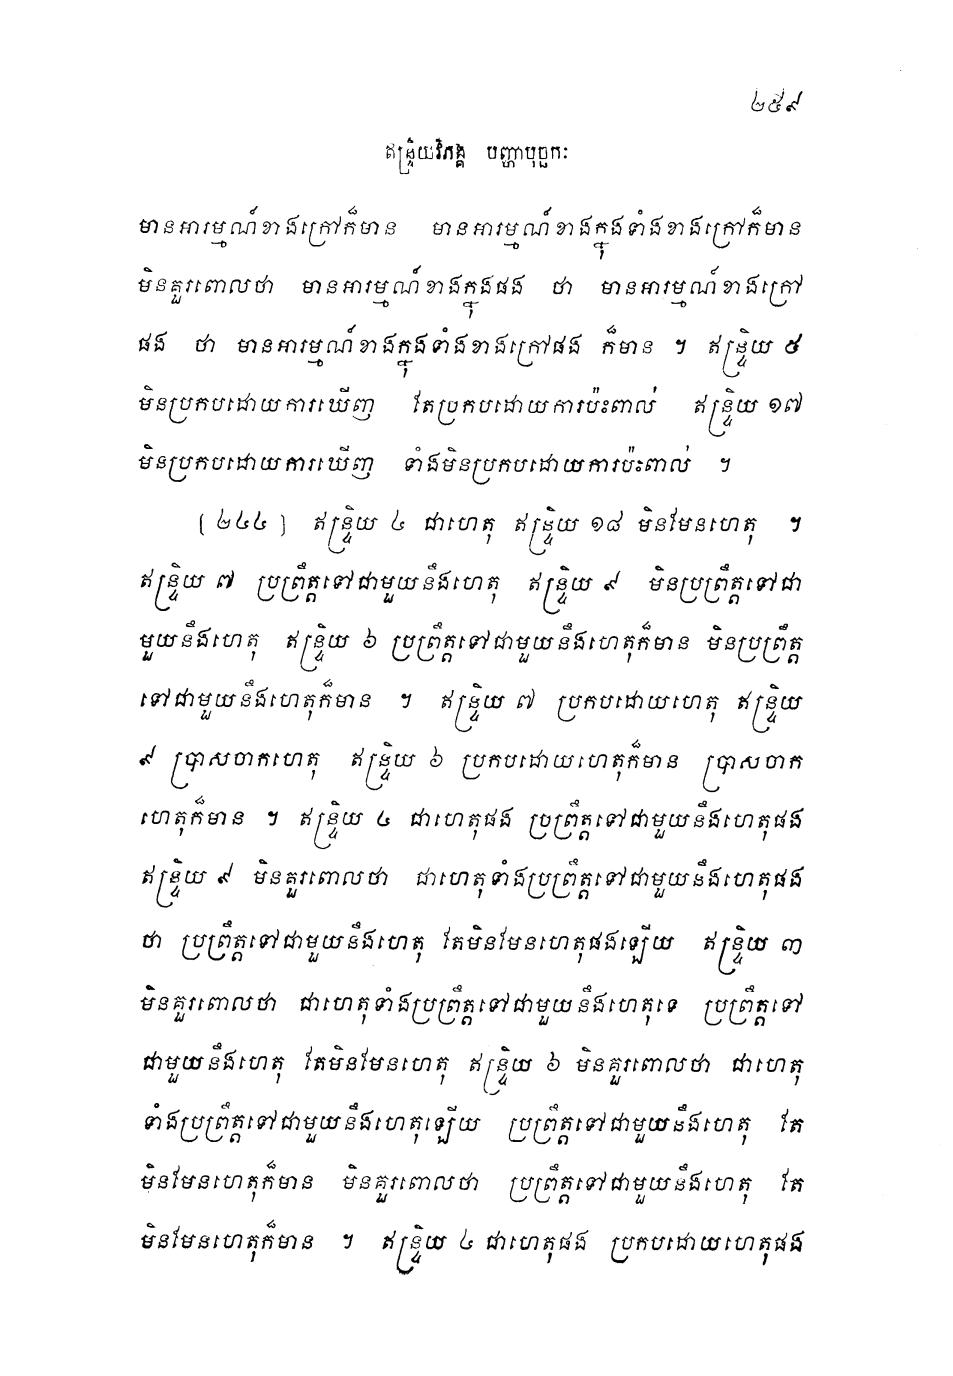 ២៥៩
ឥន្ទ្រិយវិភង្គ បញ្ហាបុច្ឆកៈ
មានអារម្មណ៍ខាងក្រៅក៏មាន មានអារម្មណ៍ខាងក្នុងទាំងខាងក្រៅក៏មាន
មិនគួរពោលថា មានអារម្មណ៍ខាងក្នុងផង ថា មានអារម្មណ៍ខាងក្រៅ
ផង ថា មានអារម្មណ៍ខាងក្នុងទាំងខាងក្រៅផង ក៏មាន ។ ឥន្ទ្រិយ ៥
មិនប្រកបដោយការឃើញ តែប្រកបដោយការប៉ះពាល់ ឥន្ទ្រិយ ១៧
មិនប្រកបដោយការឃើញ ទាំងមិនប្រកបដោយការប៉ះពាល់ ។
[ ២៤៤ ] ឥន្ទ្រិយ ៤ ជាហេតុ ឥន្ទ្រិយ ១៨ មិនមែនហេតុ ។
ឥន្ទ្រិយ ៧ ប្រព្រឹត្តទៅជាមួយនឹងហេតុ ឥន្ទ្រិយ ៩ មិនប្រព្រឹត្តទៅជា
មួយនឹងហេតុ ឥន្ទ្រិយ ៦ ប្រព្រឹត្តទៅជាមួយនឹងហេតុក៏មាន មិនប្រព្រឹត្ត
ទៅជាមួយនឹងហេតុក៏មាន ។ ឥន្ទ្រិយ ៧ ប្រកបដោយហេតុ ឥន្ទ្រិយ
៩ ប្រាសចាកហេតុ ឥន្ទ្រិយ ៦ ប្រកបដោយហេតុក៏មាន ប្រាសចាក
ហេតុក៏មាន ។ ឥន្ទ្រិយ ៤ ជាហេតុផង ប្រព្រឹត្តទៅជាមួយនឹងហេតុផង
ឥន្ទ្រិយ ៩ មិនគួរពោលថា ជាហេតុទាំងប្រព្រឹត្តទៅជាមួយនឹងហេតុផង
ថា ប្រព្រឹត្តទៅជាមួយនឹងហេតុ តែមិនមែនហេតុផងឡើយ ឥន្ទ្រិយ ៣
មិនគួរពោលថា ជាហេតុទាំងប្រព្រឹត្តទៅជាមួយនឹងហេតុទេ ប្រព្រឹត្តទៅ
ជាមួយនឹងហេតុ តែមិនមែនហេតុ ឥន្ទ្រិយ ៦ មិនគួរពោលថា ជាហេតុ
ទាំងប្រព្រឹត្តទៅជាមួយនឹងហេតុឡើយ ប្រព្រឹត្តទៅជាមួយនឹងហេតុ តែ
មិនមែនហេតុក៏មាន មិនគួរពោលថា ប្រព្រឹត្តទៅជាមួយនឹងហេតុ តែ
មិនមែនហេតុក៏មាន ។ ឥន្ទ្រិយ ៤ ជាហេតុផង ប្រកបដោយហេតុផង